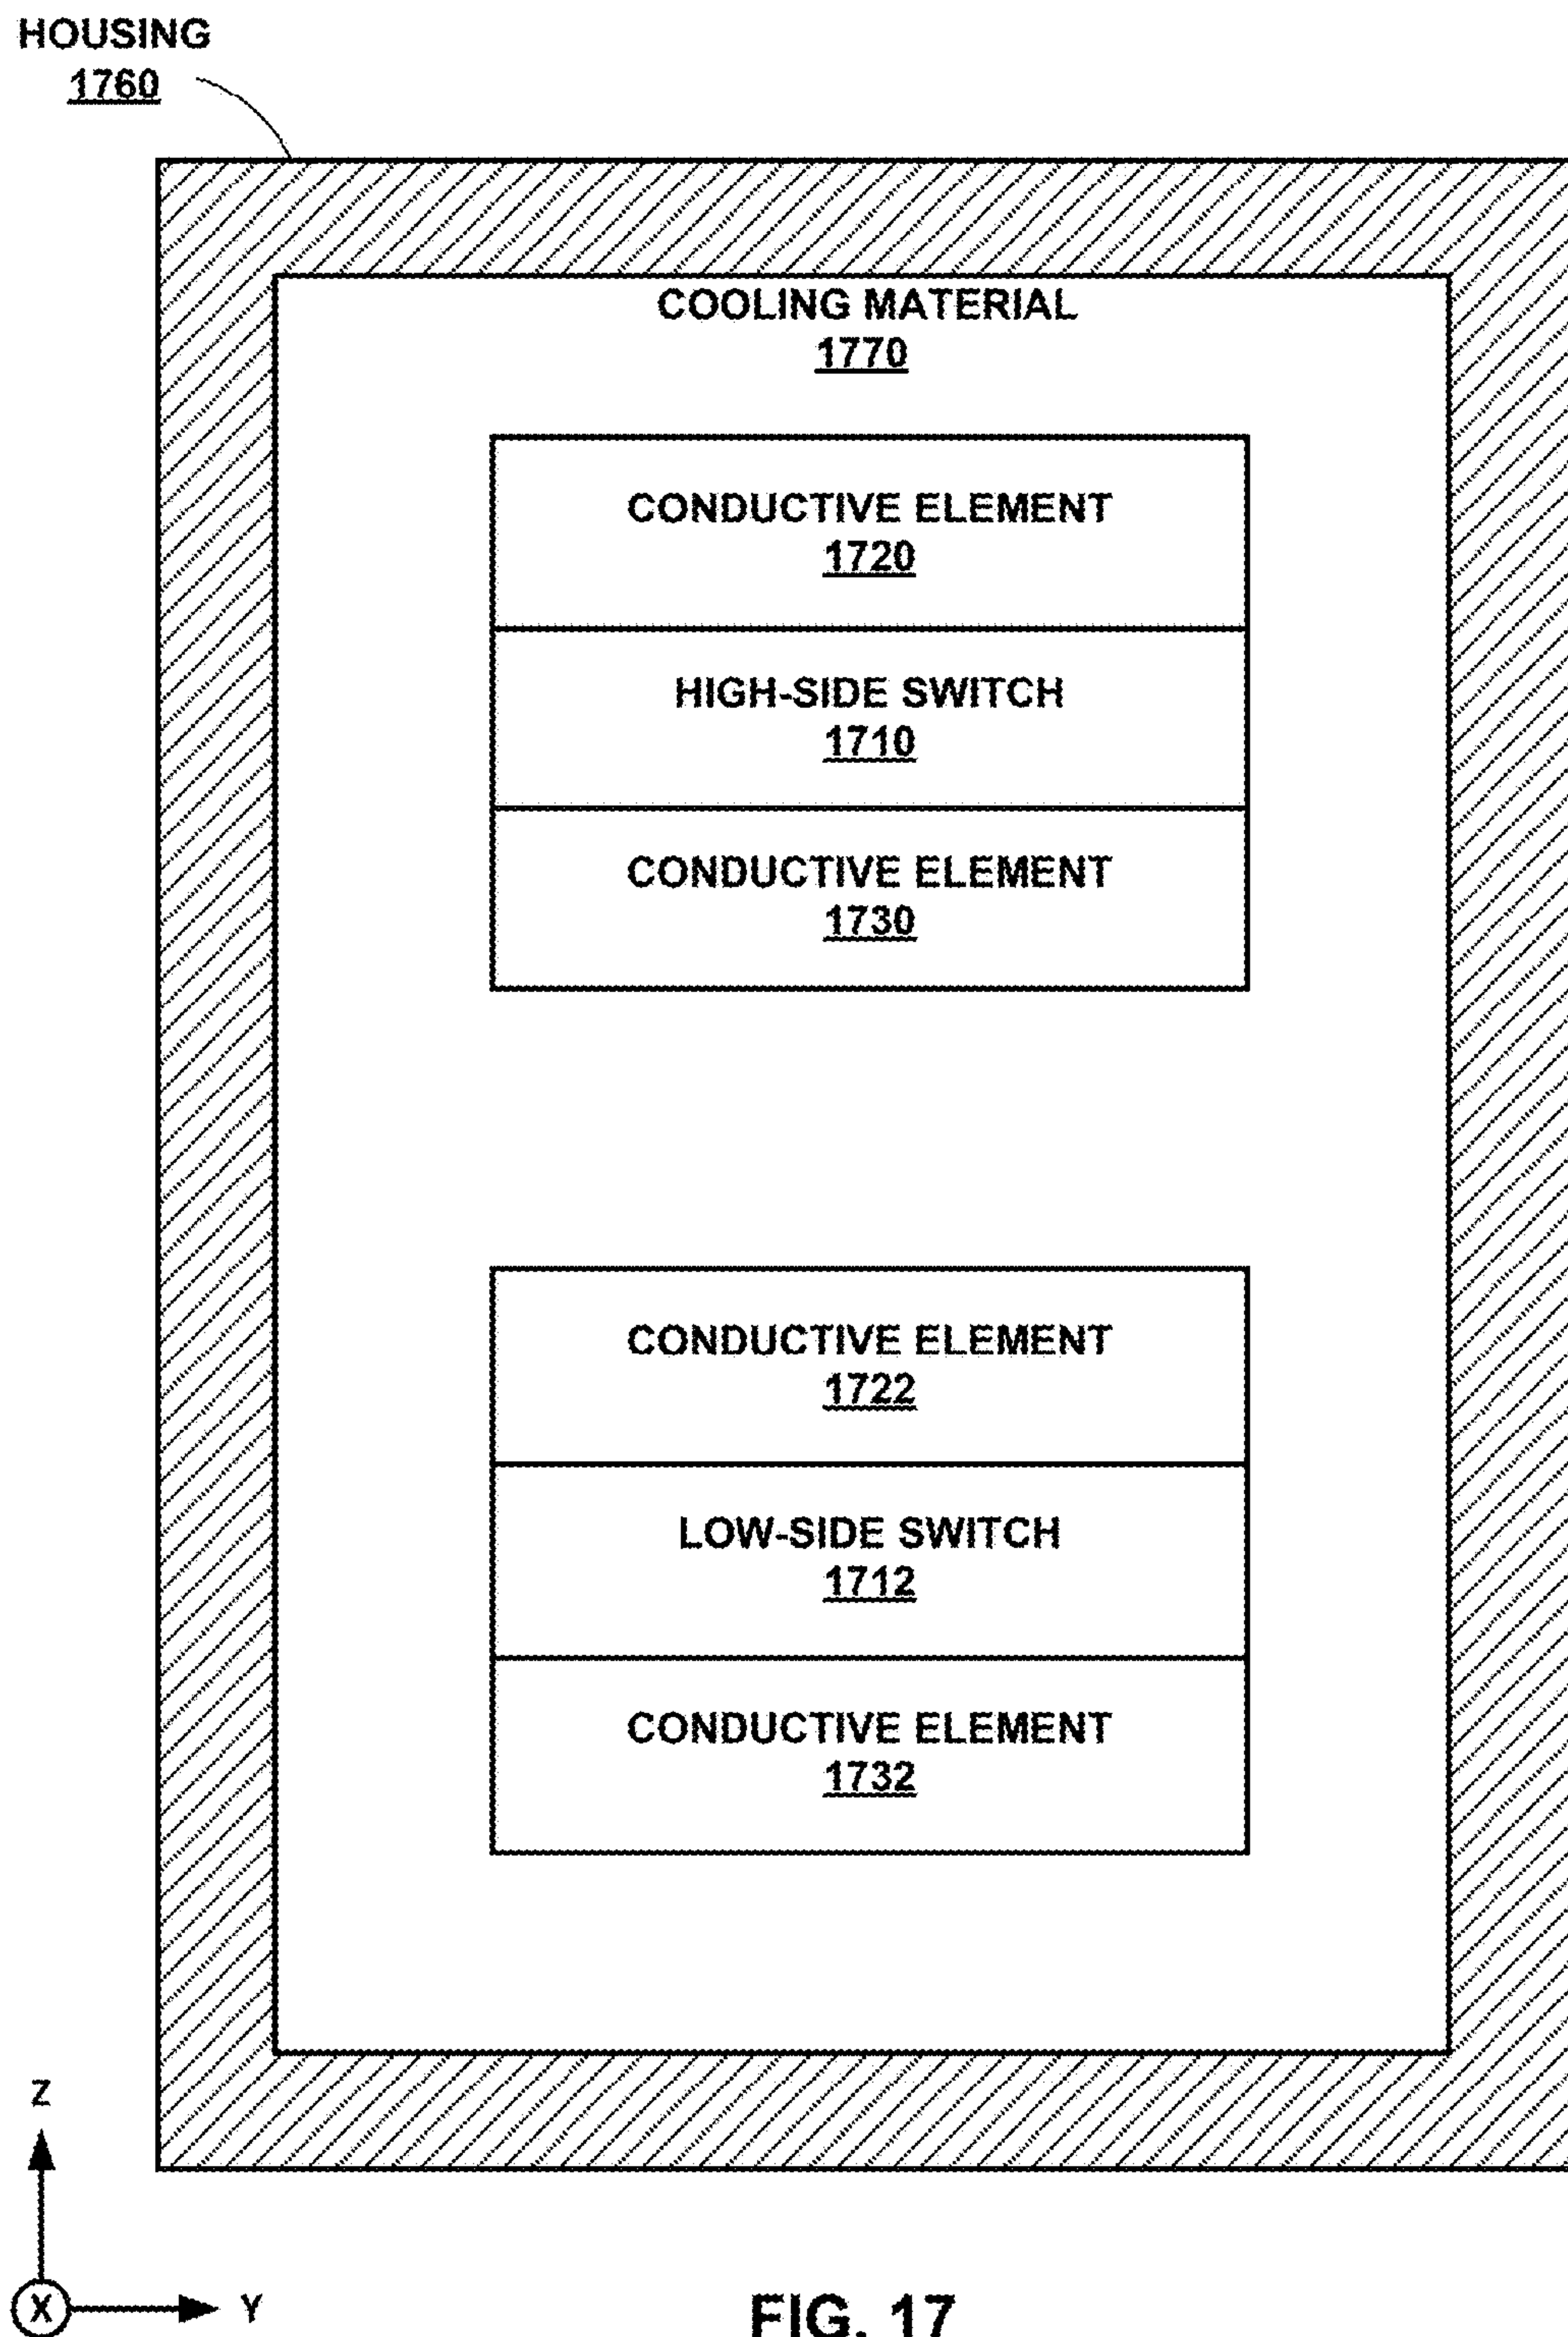 HOUSING
1760
COOLING MATERIAL
1770
CONDUCTIVE ELEMENT
1720
HIGH-SIDE SWITCH
1710
CONDUCTIVE ELEMENT
1730
CONDUCTIVE ELEMENT
1722
LOW-SIDE SWITCH
1712
CONDUCTIVE ELEMENT
1732
Z
X
Y
FIG. 17